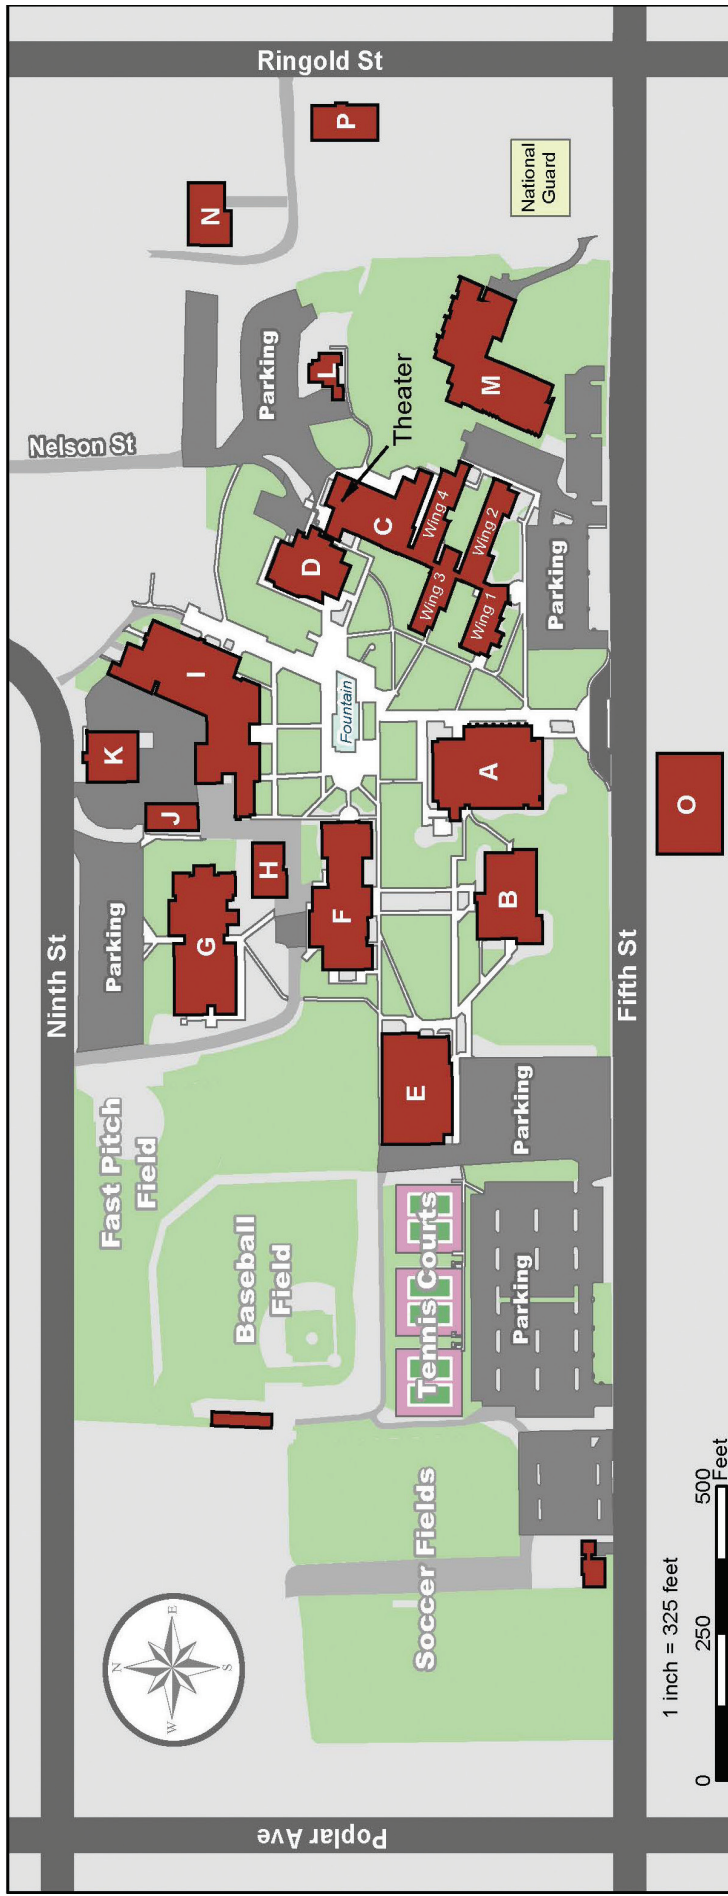 Ringold St
P
N
National
Guard
Parking
L
M
Theater
Nelson St
C
Wing 4
Wing 2
Wing 3
Wing 1
D
Parking
I
K
Fountain
J
A
O
H
F
B
G
Parking
Ninth St
Fifth St
E
Parking
Fast Pitch
Field
Baseball
Field
Tennis Courts
Parking
Soccer Fields
N
E
S
W
1 inch = 325 feet
0
250
500
Feet
Poplar Ave